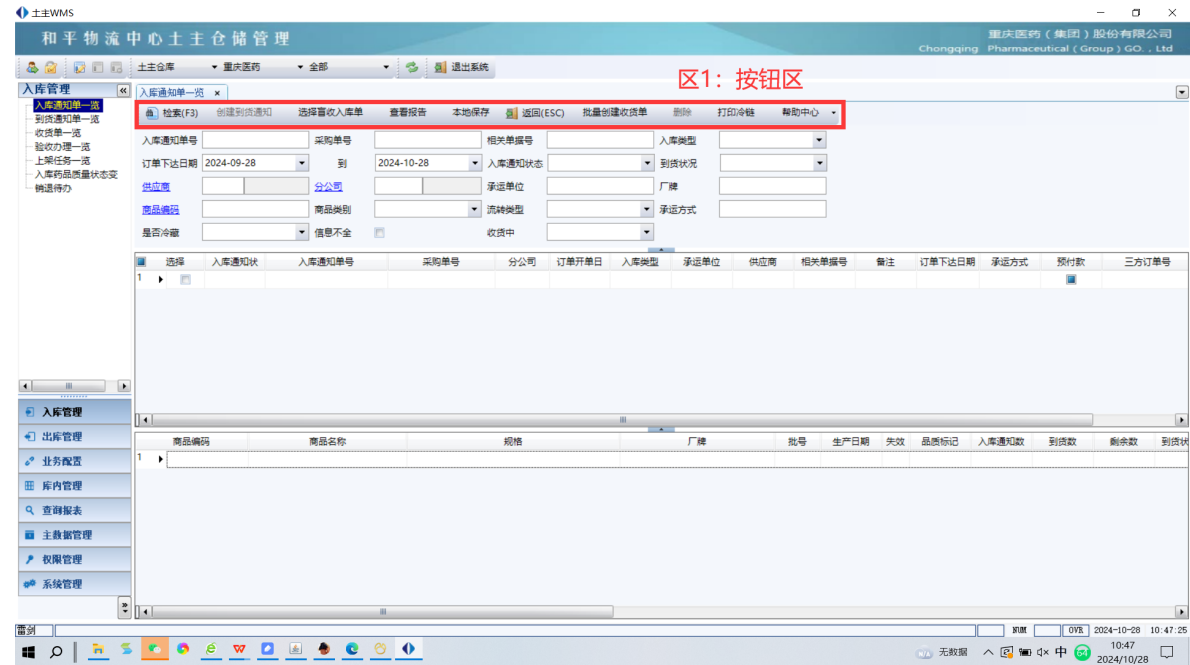 土主WMS
和平物流中心土主仓储管理
重庆医药（集团）股份有限公司
Chongqing Pharmaceutical ( Group ) GO. , Ltd
土主仓库 重庆医药 全部 退出系统
区1：按钮区
入库管理 «
入库通知单一览
到货通知单一览
收货单一览
验收办理一览
上架任务一览
入库药品质量状态变
销退待办
入库通知单一览 ×
检索(F3) 创建到货通知 选择盲收入库单 查看报告 本地保存 返回(ESC) 批量创建收货单 删除 打印冷链 帮助中心
入库通知单号 采购单号 相关单据号 入库类型
订单下达日期 2024-09-28 到 2024-10-28 入库通知状态 到货状况
供应商 分公司 承运单位 厂牌
商品编码 商品类别 流转类型 承运方式
是否冷藏 信息不全 收货中
选择 入库通知状 入库通知单号 采购单号 分公司 订单开单日 入库类型 承运单位 供应商 相关单据号 备注 订单下达日期 承运方式 预付款 三方订单号
1
商品编码 商品名称 规格 厂牌 批号 生产日期 失效 品质标记 入库通知数 到货数 剩余数 到货状
1
入库管理
出库管理
业务配置
库内管理
查询报表
主数据管理
权限管理
系统管理
雷剑 NUM OVR 2024-10-28 10:47:25
无数据 中 64 10:47
2024/10/28